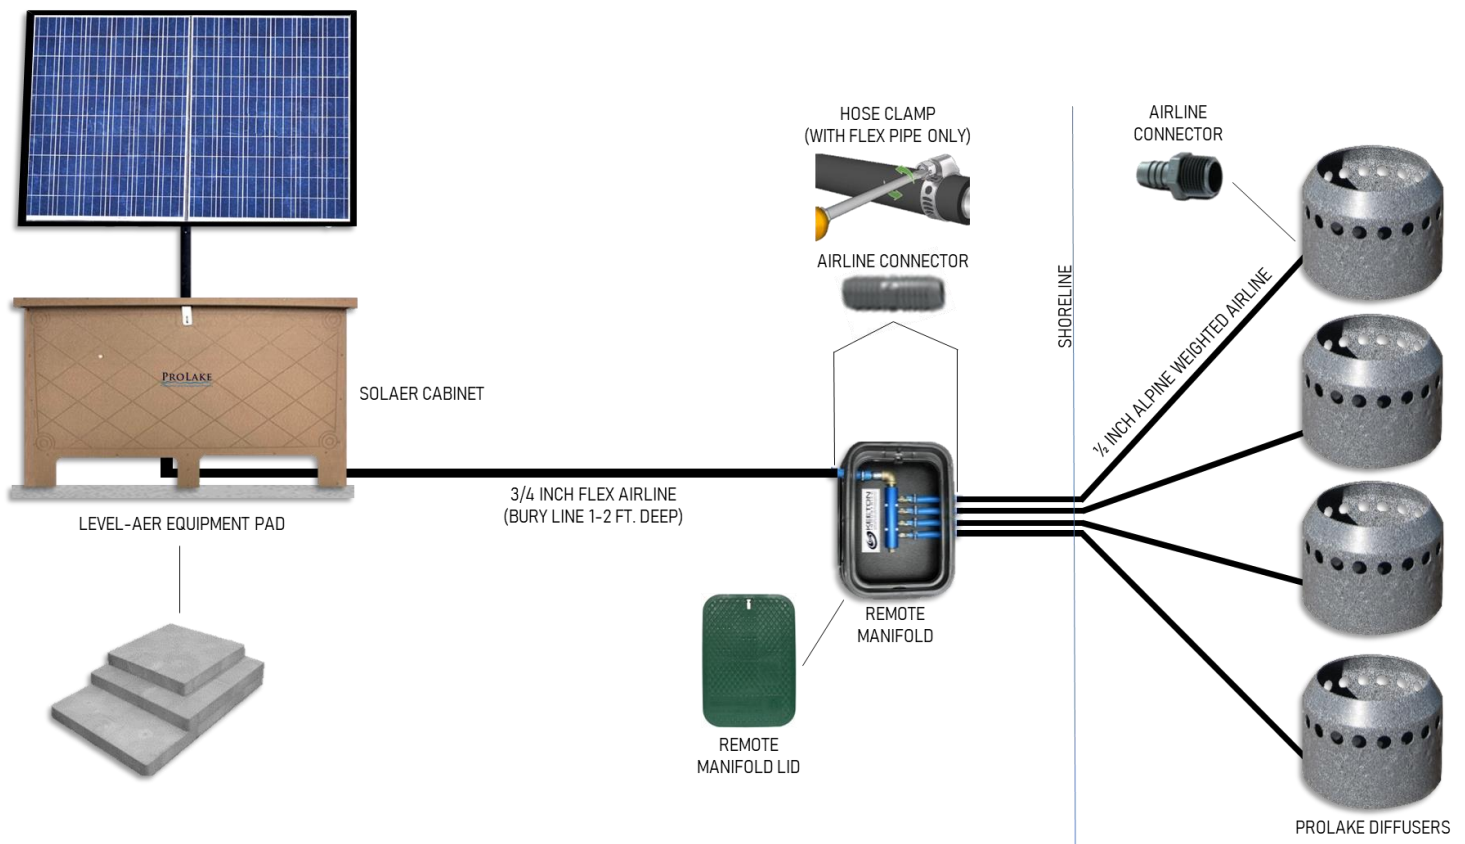 HOSE CLAMP
(WITH FLEX PIPE ONLY)
AIRLINE CONNECTOR
AIRLINE
CONNECTOR
SHORELINE
½ INCH ALPINE WEIGHTED AIRLINE
PROLAKE
SOLAER CABINET
3/4 INCH FLEX AIRLINE
(BURY LINE 1-2 FT. DEEP)
LEVEL-AER EQUIPMENT PAD
KEETON
REMOTE
MANIFOLD
REMOTE
MANIFOLD LID
PROLAKE DIFFUSERS